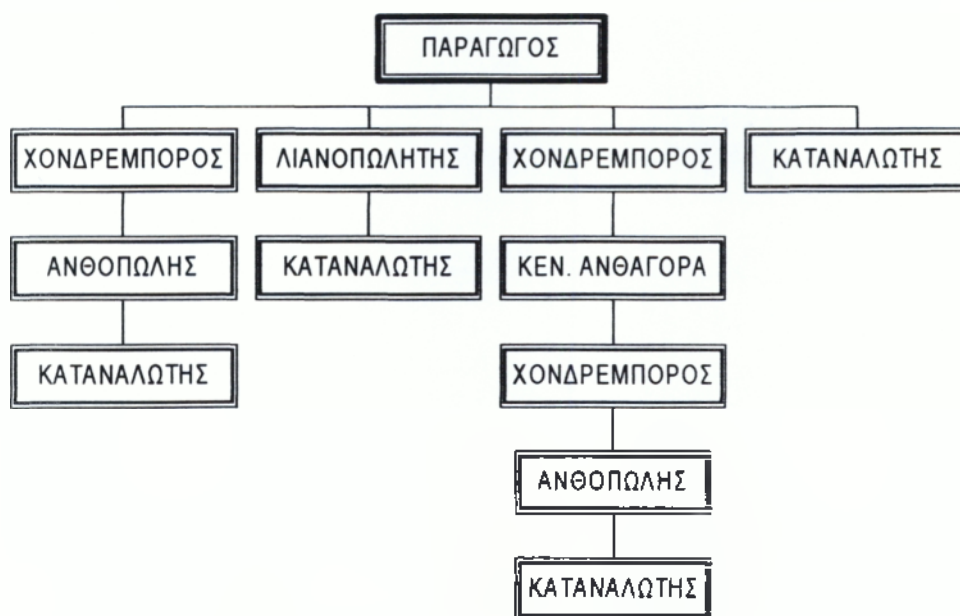 ΠΑΡΑΓΩΓΟΣ
ΧΟΝΔΡΕΜΠΟΡΟΣ
ΛΙΑΝΟΠΩΛΗΤΗΣ
ΧΟΝΔΡΕΜΠΟΡΟΣ
ΚΑΤΑΝΑΛΩΤΗΣ
ΑΝΘΟΠΩΛΗΣ
ΚΑΤΑΝΑΛΩΤΗΣ
ΚΕΝ. ΑΝΘΑΓΟΡΑ
ΚΑΤΑΝΑΛΩΤΗΣ
ΧΟΝΔΡΕΜΠΟΡΟΣ
ΑΝΘΟΠΩΛΗΣ
ΚΑΤΑΝΑΛΩΤΗΣ